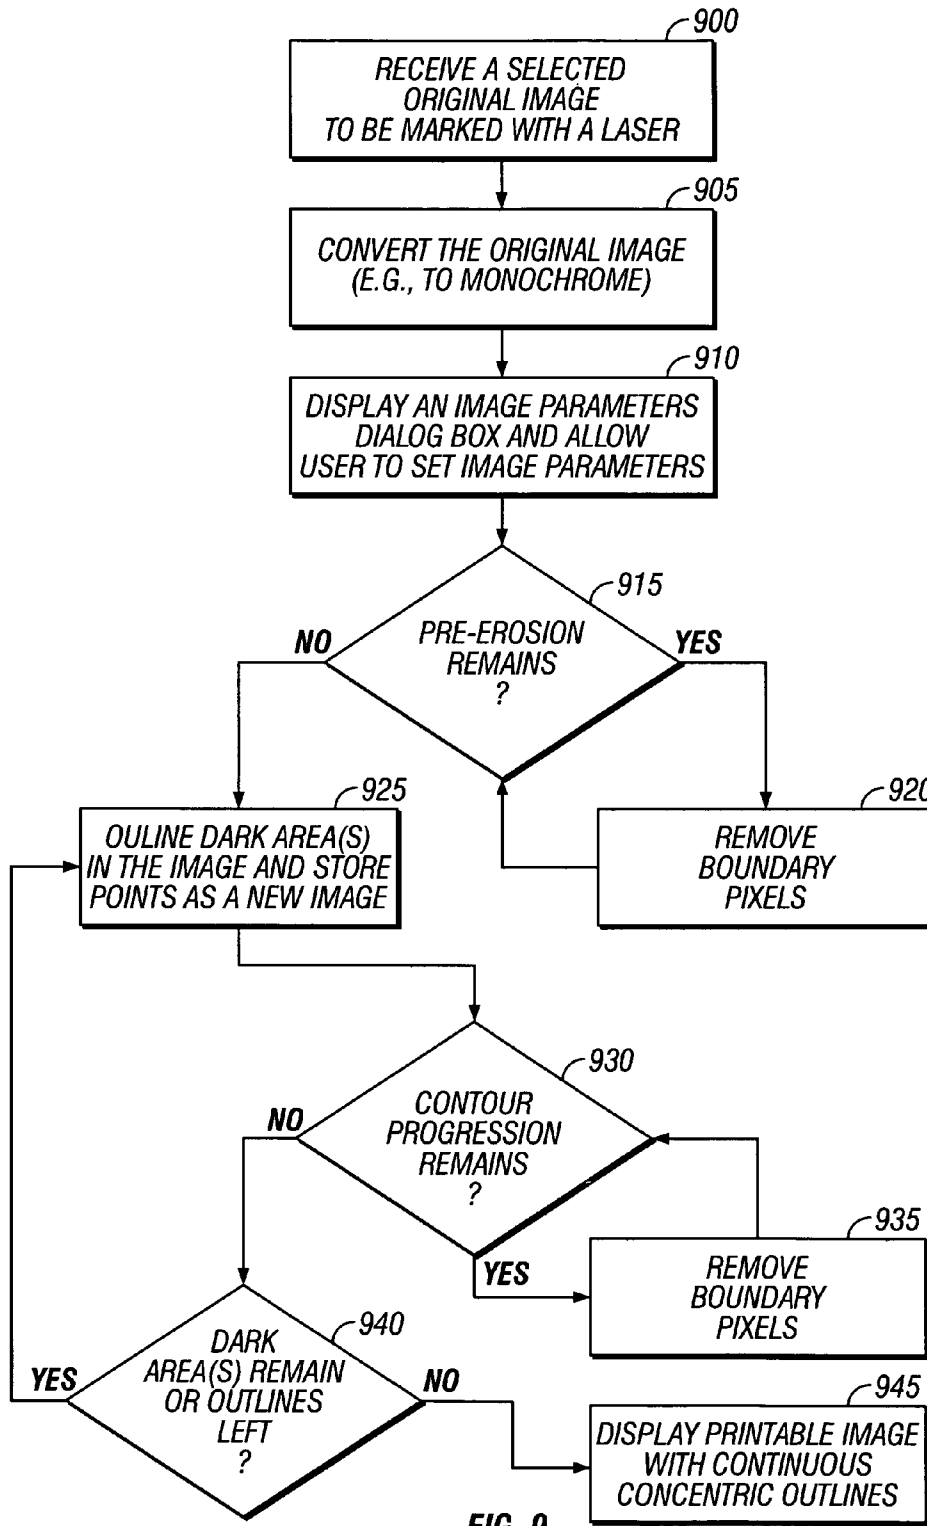 900
RECEIVE A SELECTED
ORIGINAL IMAGE
TO BE MARKED WITH A LASER
905
CONVERT THE ORIGINAL IMAGE
(E.G., TO MONOCHROME)
910
DISPLAY AN IMAGE PARAMETERS
DIALOG BOX AND ALLOW
USER TO SET IMAGE PARAMETERS
915
PRE-EROSION
REMAINS
?
NO
YES
925
OULINE DARK AREA(S)
IN THE IMAGE AND STORE
POINTS AS A NEW IMAGE
920
REMOVE
BOUNDARY
PIXELS
930
CONTOUR
PROGRESSION
REMAINS
?
NO
YES
935
REMOVE
BOUNDARY
PIXELS
940
DARK
AREA(S) REMAIN
OR OUTLINES
LEFT
?
YES
NO
945
DISPLAY PRINTABLE IMAGE
WITH CONTINUOUS
CONCENTRIC OUTLINES
FIG. 9